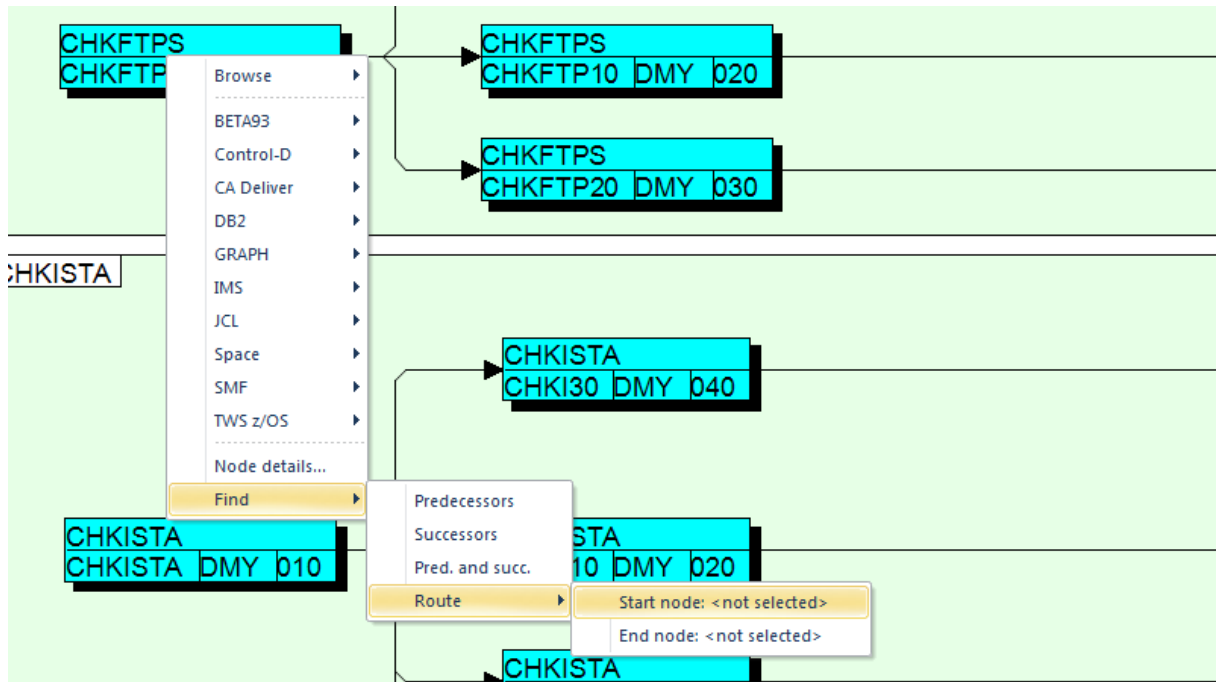 CHKFTPS
CHKFTP
CHKFTPS
CHKFTP10 DMY 020
CHKFTPS
CHKFTP20 DMY 030
CHKISTA
Browse
BETA93
Control-D
CA Deliver
DB2
GRAPH
IMS
JCL
Space
SMF
TWS z/OS
Node details...
Find
CHKISTA
CHKI30 DMY 040
CHKISTA
CHKISTA DMY 010
STA
10 DMY 020
Predecessors
Successors
Pred. and succ.
Route
Start node: <not selected>
End node: <not selected>
CHKISTA